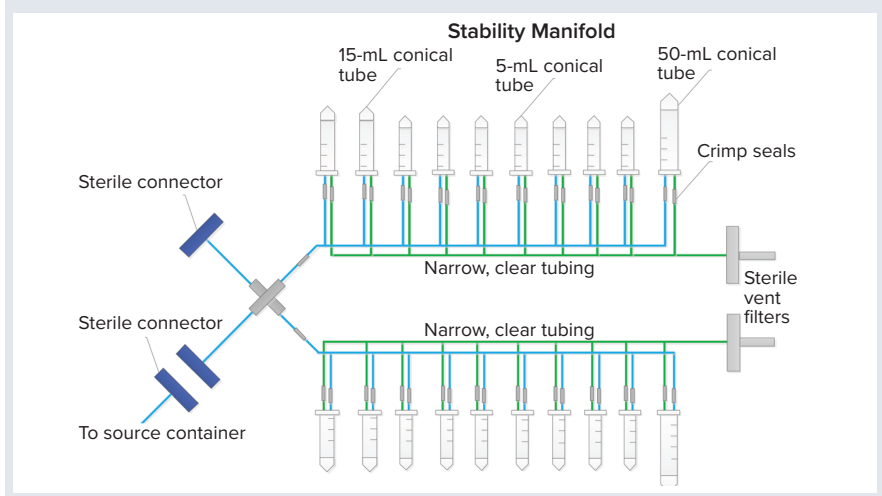 Stability Manifold
15-mL conical
tube
5-mL conical
tube
50-mL conical
tube
Crimp seals
Sterile connector
Narrow, clear tubing
Sterile
vent
filters
Sterile connector
Narrow, clear tubing
To source container